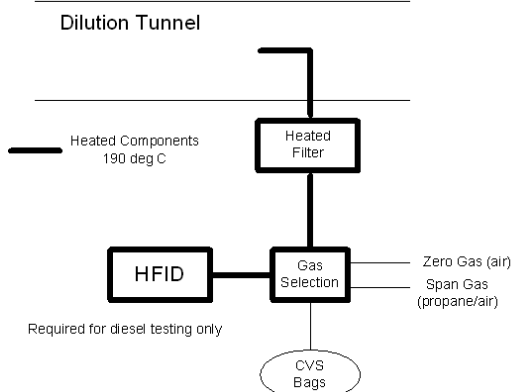 Dilution Tunnel
Heated Components
190 deg C
Heated
Filter
HFID
Gas
Selection
Zero Gas (air)
Span Gas
(propane/air)
Required for diesel testing only
CVS
Bags